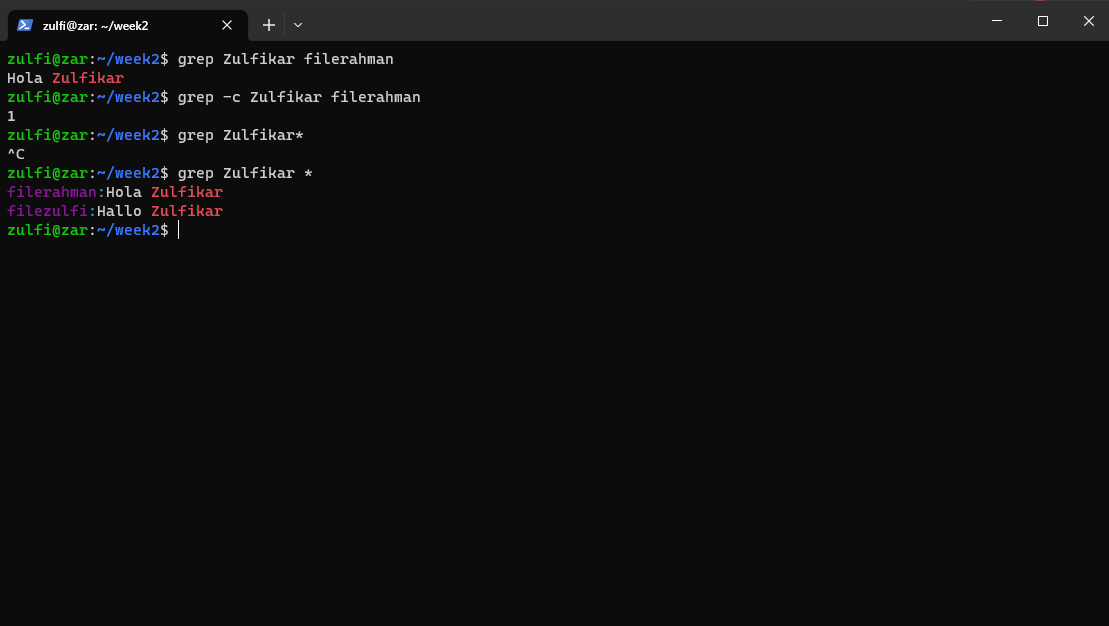 zulfi@zar: ~/week2
zulfi@zar:~/week2$ grep Zulfikar filerahman
Hola Zulfikar
zulfi@zar:~/week2$ grep -c Zulfikar filerahman
1
zulfi@zar:~/week2$ grep Zulfikar*
^C
zulfi@zar:~/week2$ grep Zulfikar *
filerahman:Hola Zulfikar
filezulfi:Hallo Zulfikar
zulfi@zar:~/week2$